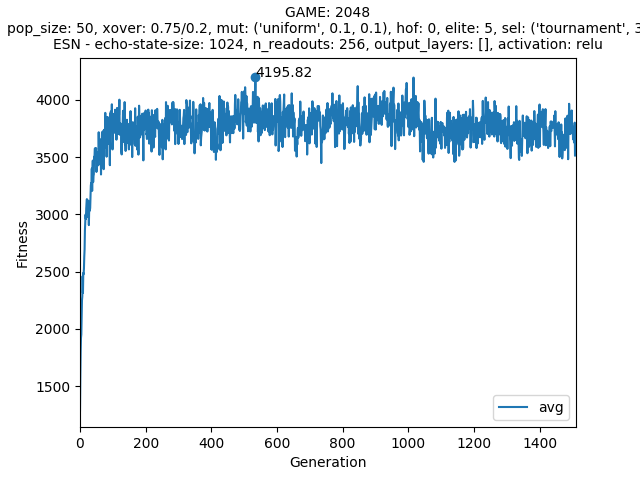 GAME: 2048
pop_size: 50, xover: 0.75/0.2, mut: ('uniform', 0.1, 0.1), hof: 0, elite: 5, sel: ('tournament', 3
ESN - echo-state-size: 1024, n_readouts: 256, output_layers: [], activation: relu
4195.82
4000
3500
3000
2500
2000
1500
Fitness
avg
0 200 400 600 800 1000 1200 1400
Generation